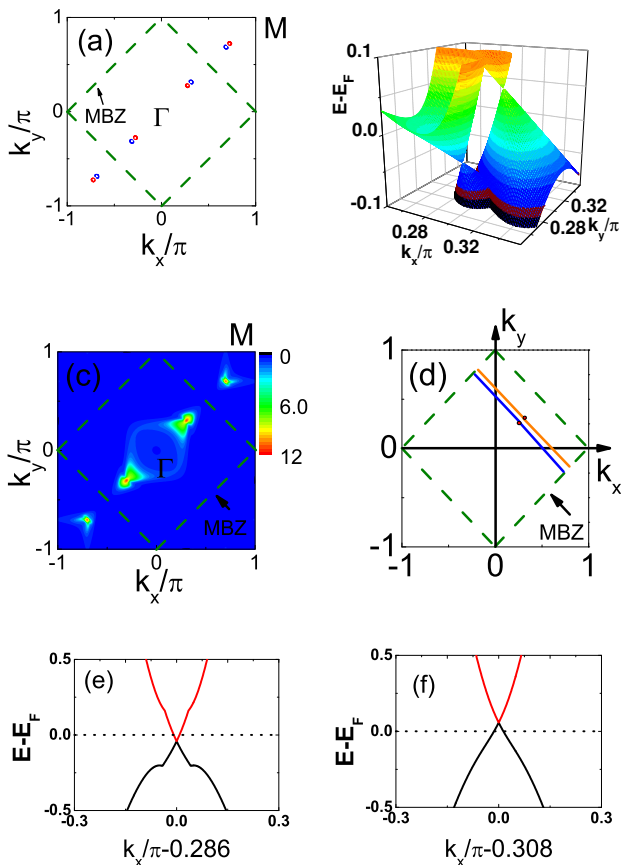 (a)
M
1
0
-1
MBZ
Γ
k_y/π
-1
0
1
k_x/π
E-E_F
0.1
0.0
-0.1
0.28
0.32
k_x/π
0.28
0.32
k_y/π
(c)
M
1
0
-1
Γ
MBZ
k_y/π
-1
0
1
k_x/π
0
6.0
12
(d)
k_y
1
0
-1
k_x
MBZ
-1
0
1
(e)
E-E_F
0.5
0.0
-0.5
-0.3
0.0
0.3
k_x/π-0.286
(f)
E-E_F
0.5
0.0
-0.5
-0.3
0.0
0.3
k_x/π-0.308